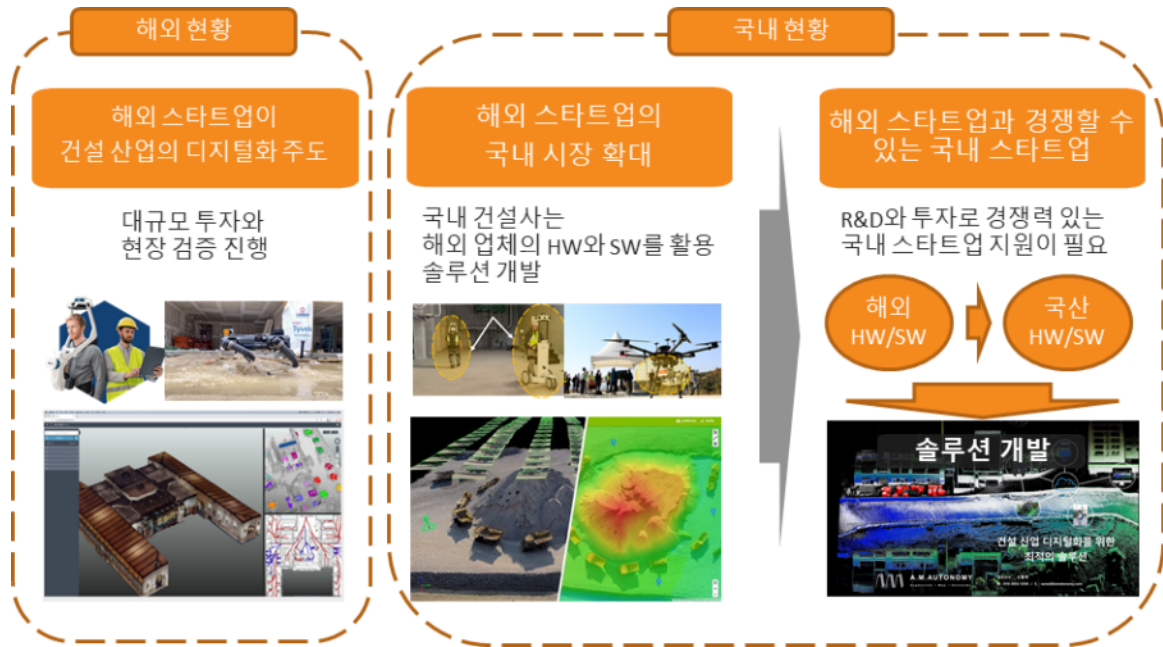 해외 현황
국내 현황
해외 스타트업이
건설 산업의 디지털화 주도
대규모 투자와
현장 검증 진행
해외 스타트업의
국내 시장 확대
국내 건설사는
해외 업체의 HW와 SW를 활용
솔루션 개발
해외 스타트업과 경쟁할 수
있는 국내 스타트업
R&D와 투자로 경쟁력 있는
국내 스타트업 지원이 필요
해외
HW/SW
국산
HW/SW
솔루션 개발
건설 산업 디지털화를 위한
최적의 솔루션
A.M.AUTONOMY